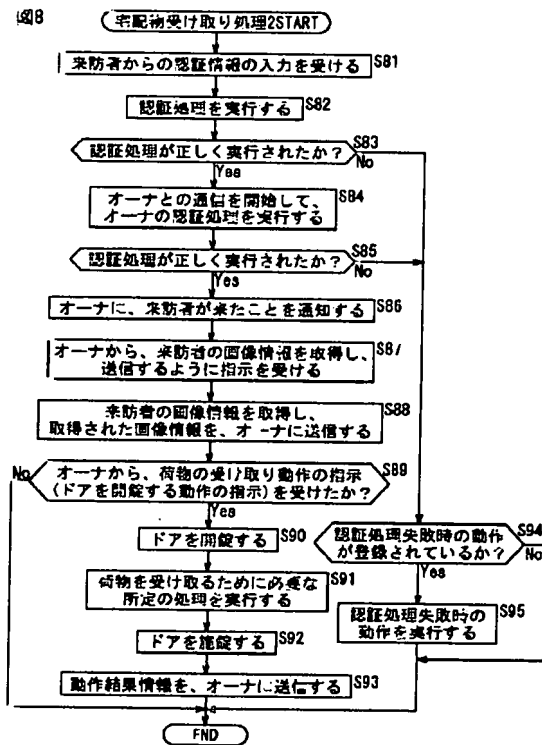 図8
宅配物受け取り処理2START
来訪者からの認証情報の入力を受ける
S81
認証処理を実行する
S82
認証処理が正しく実行されたか?
S83
No
Yes
オーナとの通信を開始して、
オーナの認証処理を実行する
S84
認証処理が正しく実行されたか?
S85
No
Yes
オーナに、来訪者が来たことを通知する
S86
オーナから、来訪者の画像情報を取得し、
送信するように指示を受ける
S87
来訪者の画像情報を取得し、
取得された画像情報を、オーナに送信する
S88
No
オーナから、荷物の受け取り動作の指示
(ドアを開錠する動作の指示)を受けたか?
S89
Yes
ドアを開錠する
S90
荷物を受け取るために必要な
所定の処理を実行する
S91
ドアを施錠する
S92
動作結果情報を、オーナに送信する
S93
認証処理失敗時の動作
が登録されているか?
S94
No
Yes
認証処理失敗時の
動作を実行する
S95
END